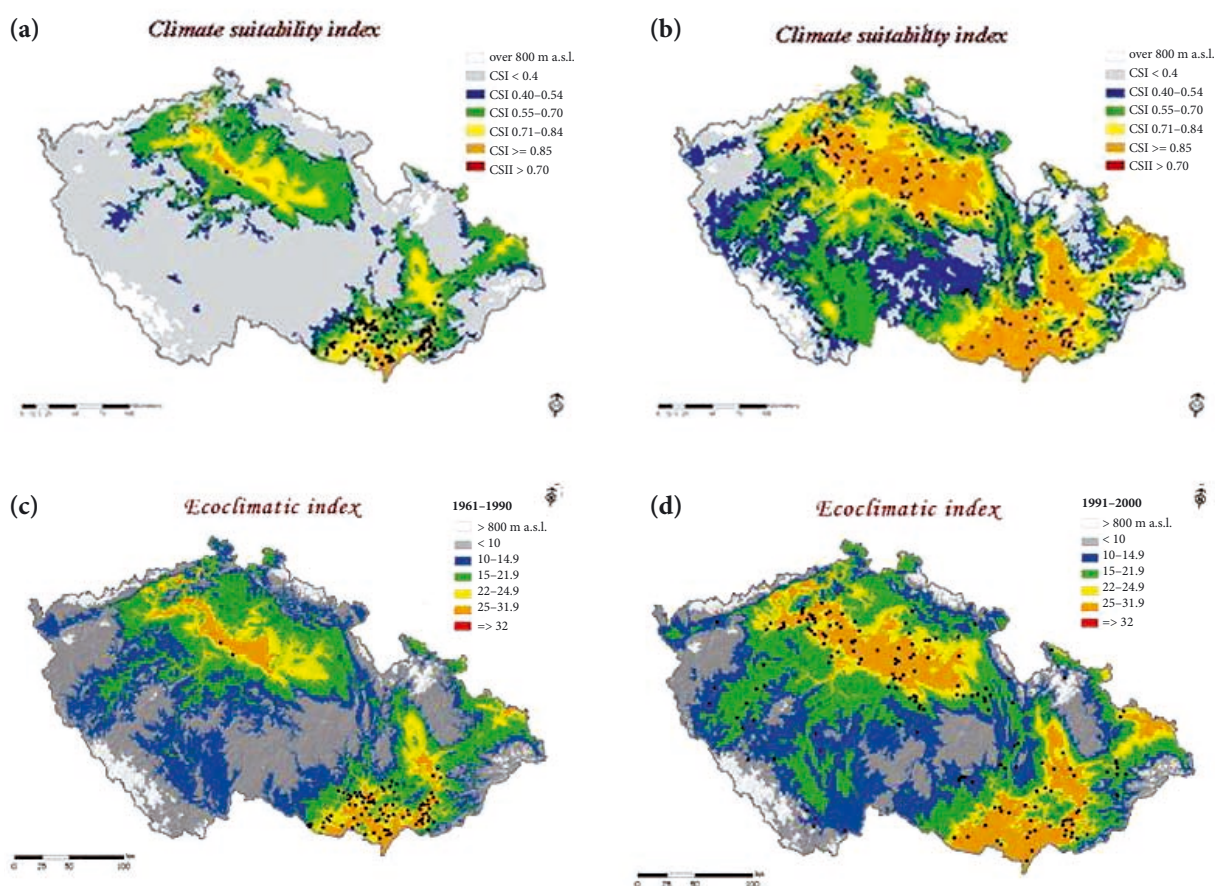 (a)
Climate suitability index
over 800 m a.s.l.
CSI < 0.4
CSI 0.40–0.54
CSI 0.55–0.70
CSI 0.71–0.84
CSI >= 0.85
CSII > 0.70
(b)
Climate suitability index
over 800 m a.s.l.
CSI < 0.4
CSI 0.40–0.54
CSI 0.55–0.70
CSI 0.71–0.84
CSI >= 0.85
CSII > 0.70
(c)
Ecoclimatic index
1961–1990
> 800 m a.s.l.
< 10
10–14.9
15–21.9
22–24.9
25–31.9
=> 32
0 25 50 100 km
(d)
Ecoclimatic index
1991–2000
> 800 m a.s.l.
< 10
10–14.9
15–21.9
22–24.9
25–31.9
=> 32